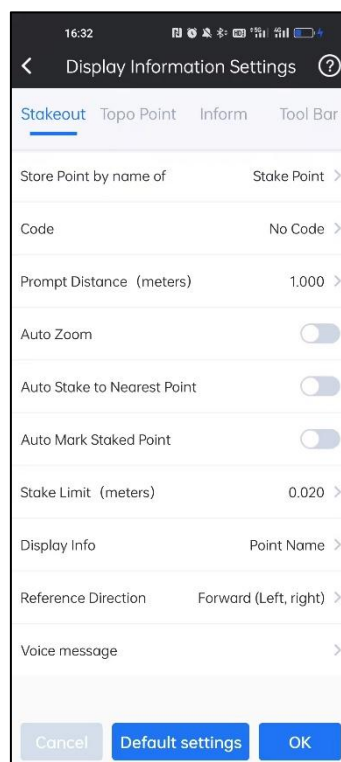 16:32
Display Information Settings
Stakeout Topo Point Inform Tool Bar
Store Point by name of Stake Point
Code No Code
Prompt Distance (meters) 1.000
Auto Zoom
Auto Stake to Nearest Point
Auto Mark Staked Point
Stake Limit (meters) 0.020
Display Info Point Name
Reference Direction Forward (Left, right)
Voice message
Cancel Default settings OK